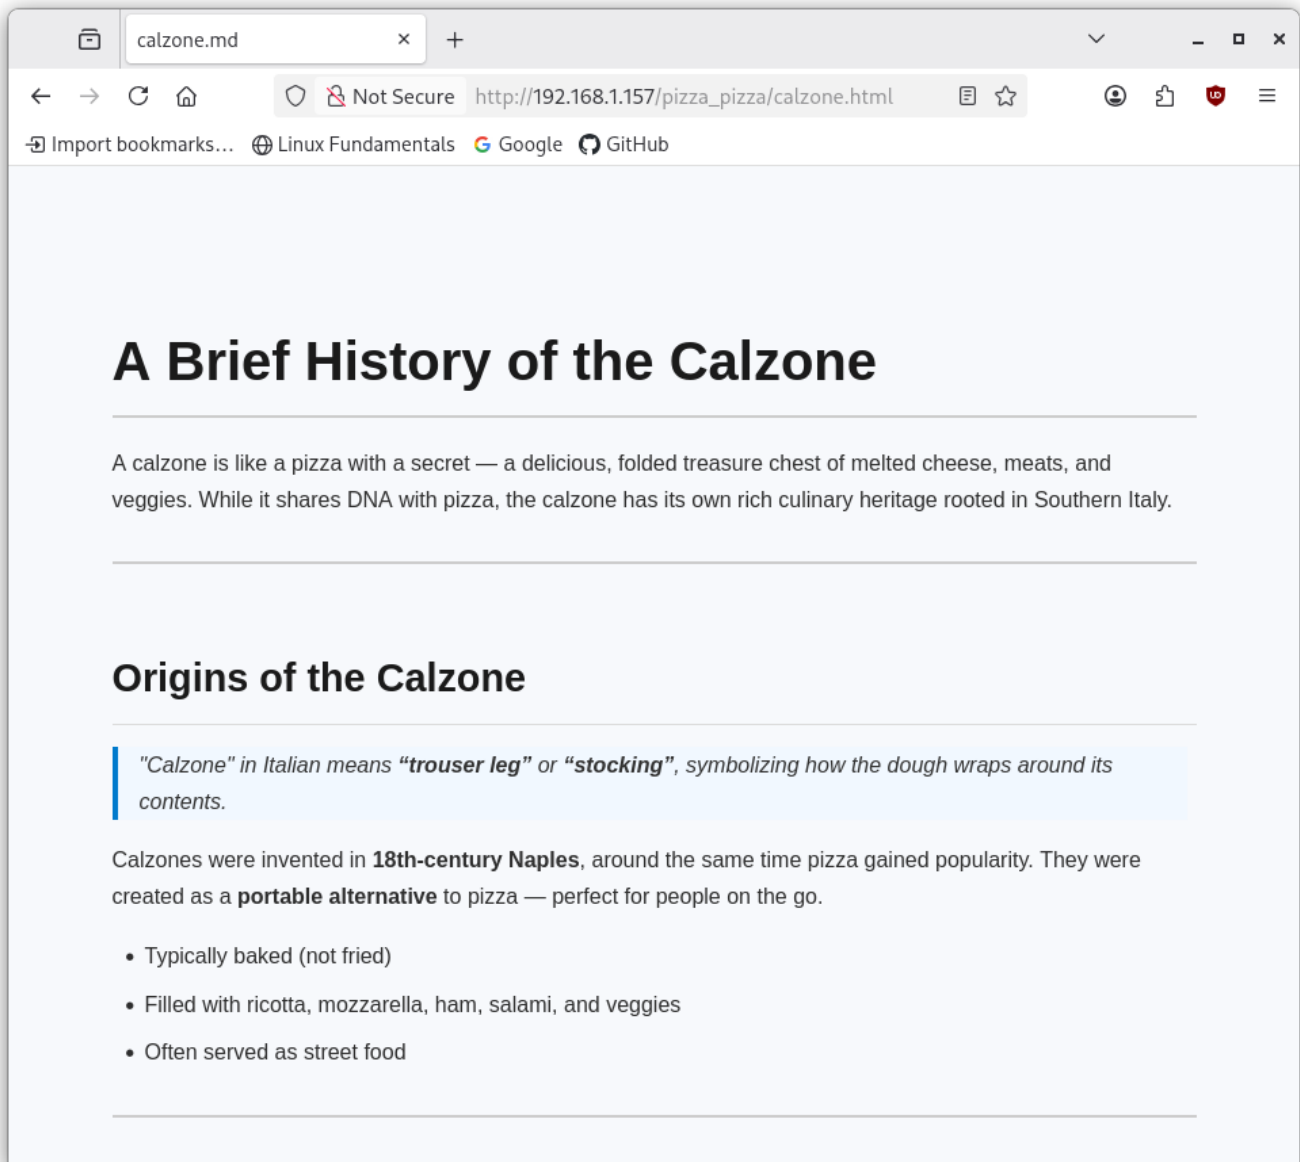 calzone.md
Not Secure
http://192.168.1.157/pizza_pizza/calzone.html
Import bookmarks...
Linux Fundamentals
Google
GitHub
A Brief History of the Calzone
A calzone is like a pizza with a secret — a delicious, folded treasure chest of melted cheese, meats, and
veggies. While it shares DNA with pizza, the calzone has its own rich culinary heritage rooted in Southern Italy.
Origins of the Calzone
"Calzone" in Italian means “trouser leg” or “stocking”, symbolizing how the dough wraps around its
contents.
Calzones were invented in 18th-century Naples, around the same time pizza gained popularity. They were
created as a portable alternative to pizza — perfect for people on the go.
• Typically baked (not fried)
• Filled with ricotta, mozzarella, ham, salami, and veggies
• Often served as street food